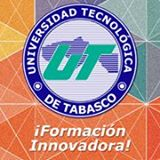 UNIVERSIDAD TECNOLÓGICA
UT
DE TABASCO
¡Formación
Innovadora!